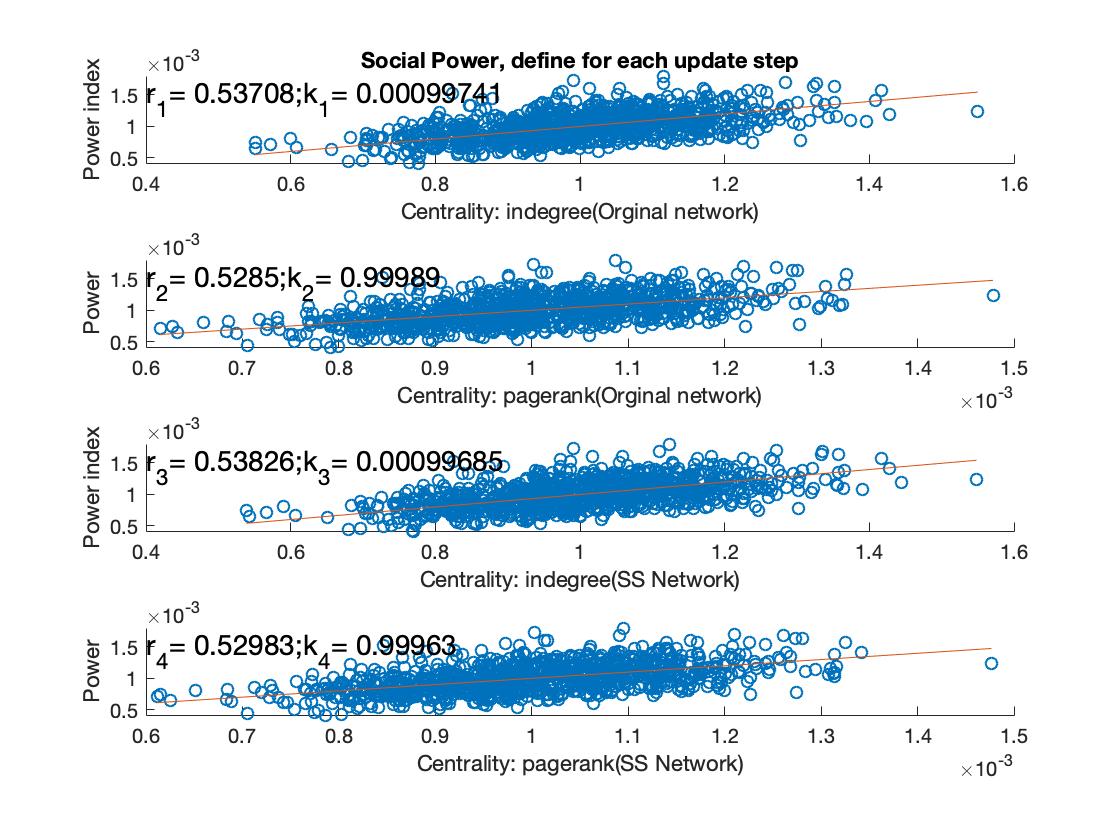 Social Power, define for each update step
×10-3
r1= 0.53708;k1= 0.00099741
Power index
1.5
1
0.5
0.4 0.6 0.8 1 1.2 1.4 1.6
Centrality: indegree(Orginal network)
×10-3
r2= 0.5285;k2= 0.99989
Power
1.5
1
0.5
0.6 0.7 0.8 0.9 1 1.1 1.2 1.3 1.4 1.5
Centrality: pagerank(Orginal network)
×10-3
×10-3
r3= 0.53826;k3= 0.00099685
Power index
1.5
1
0.5
0.4 0.6 0.8 1 1.2 1.4 1.6
Centrality: indegree(SS Network)
×10-3
r4= 0.52983;k4= 0.99963
Power
1.5
1
0.5
0.6 0.7 0.8 0.9 1 1.1 1.2 1.3 1.4 1.5
Centrality: pagerank(SS Network)
×10-3